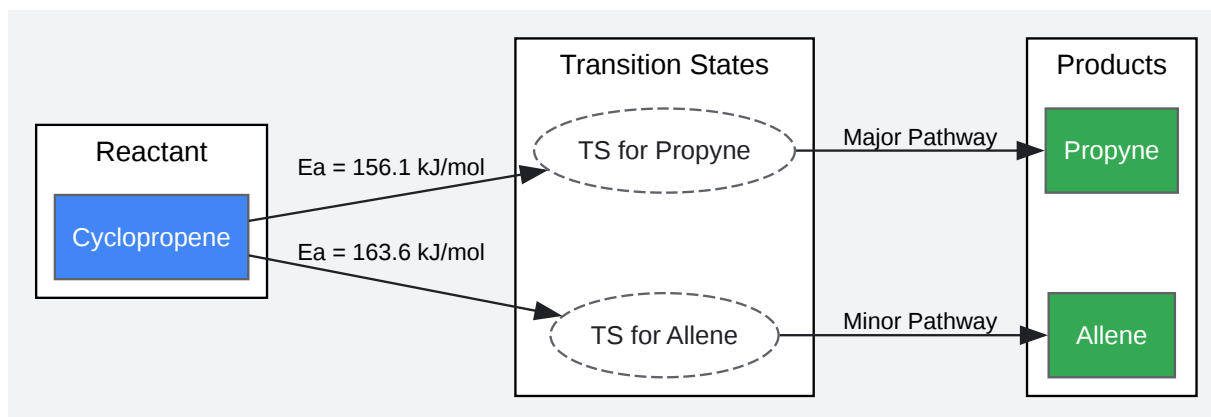 Reactant
Cyclopropene
Ea = 156.1 kJ/mol
Ea = 163.6 kJ/mol
Transition States
TS for Propyne
TS for Allene
Major Pathway
Minor Pathway
Products
Propyne
Allene